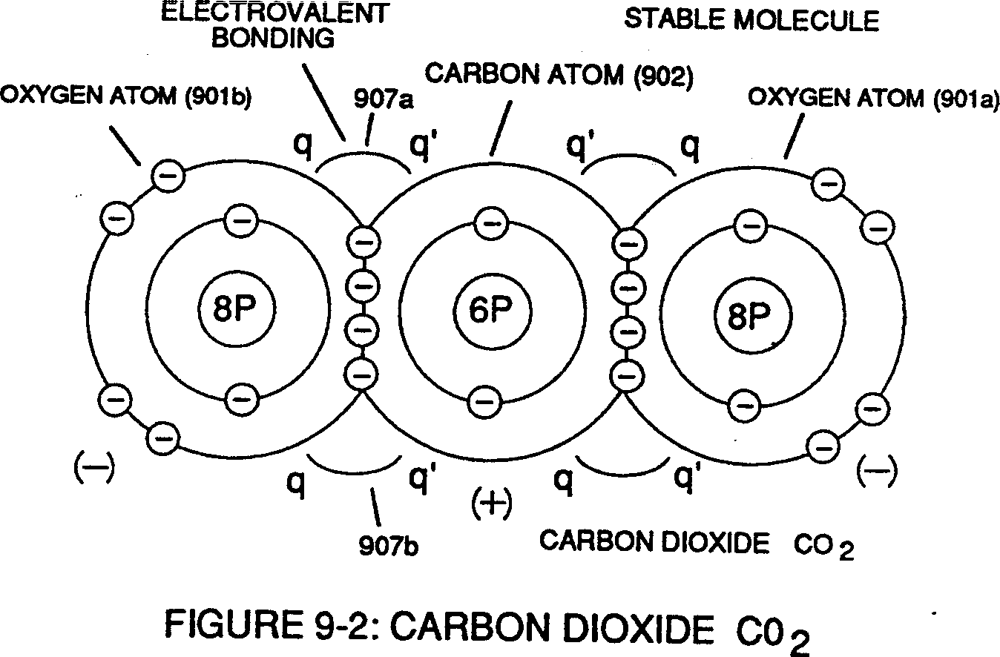 ELECTROVALENT
BONDING
STABLE MOLECULE
CARBON ATOM (902)
OXYGEN ATOM (901b)
907a
OXYGEN ATOM (901a)
q q' q' q
− − − −
− − − −
− −
− −
8P 6P 8P
− −
− −
− − − − −
− −
(−) q q' q q' (−)
(+)
907b
CARBON DIOXIDE CO2
FIGURE 9-2: CARBON DIOXIDE CO2